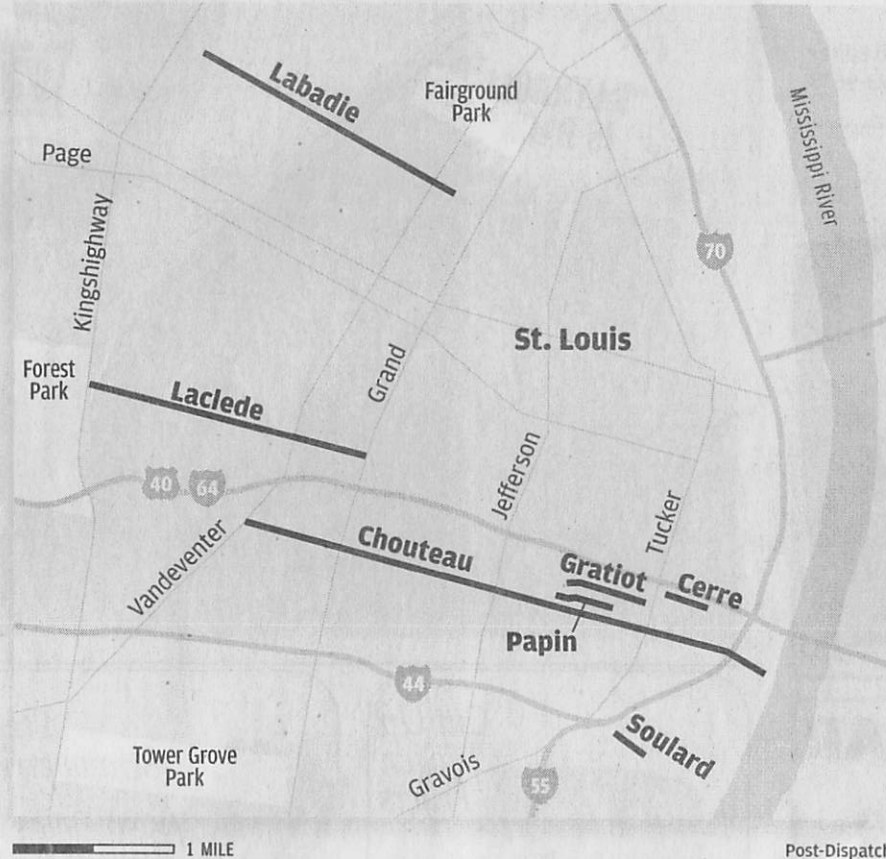 Labadie
Fairground
Park
Mississippi River
Page
Kingshighway
70
St. Louis
Forest
Park
Grand
Laclede
40
64
Jefferson
Tucker
Chouteau
Gratiot
Cerre
Vandeventer
Papin
44
Soulard
Tower Grove
Park
Gravois
55
1 MILE
Post-Dispatch